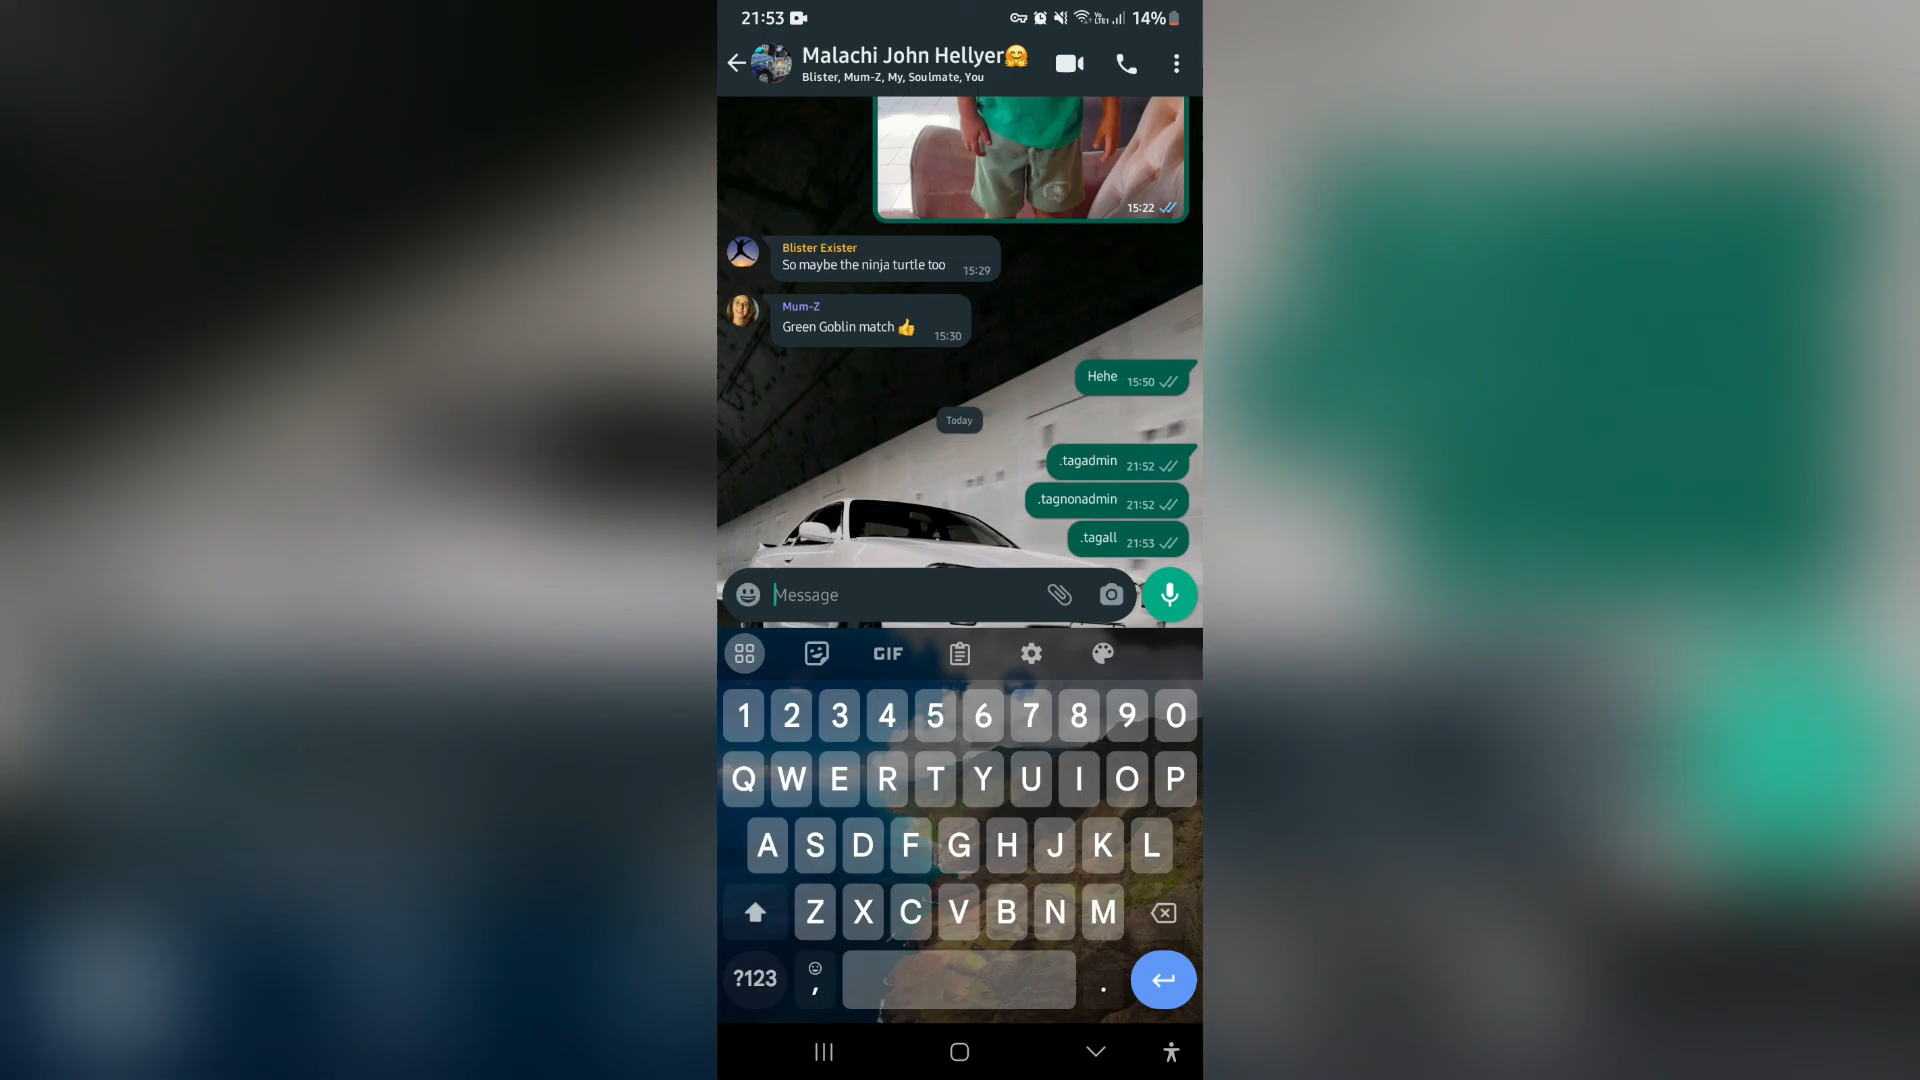 21:53 14%
Malachi John Hellyer🤗
Blister, Mum-Z, My, Soulmate, You
15:22
Blister Exister
So maybe the ninja turtle too 15:29
Mum-Z
Green Goblin match 👍 15:30
Hehe 15:50
Today
.tagadmin 21:52
.tagnonadmin 21:52
.tagall 21:53
Message
GIF
1 2 3 4 5 6 7 8 9 0
Q W E R T Y U I O P
A S D F G H J K L
Z X C V B N M
?123 , .